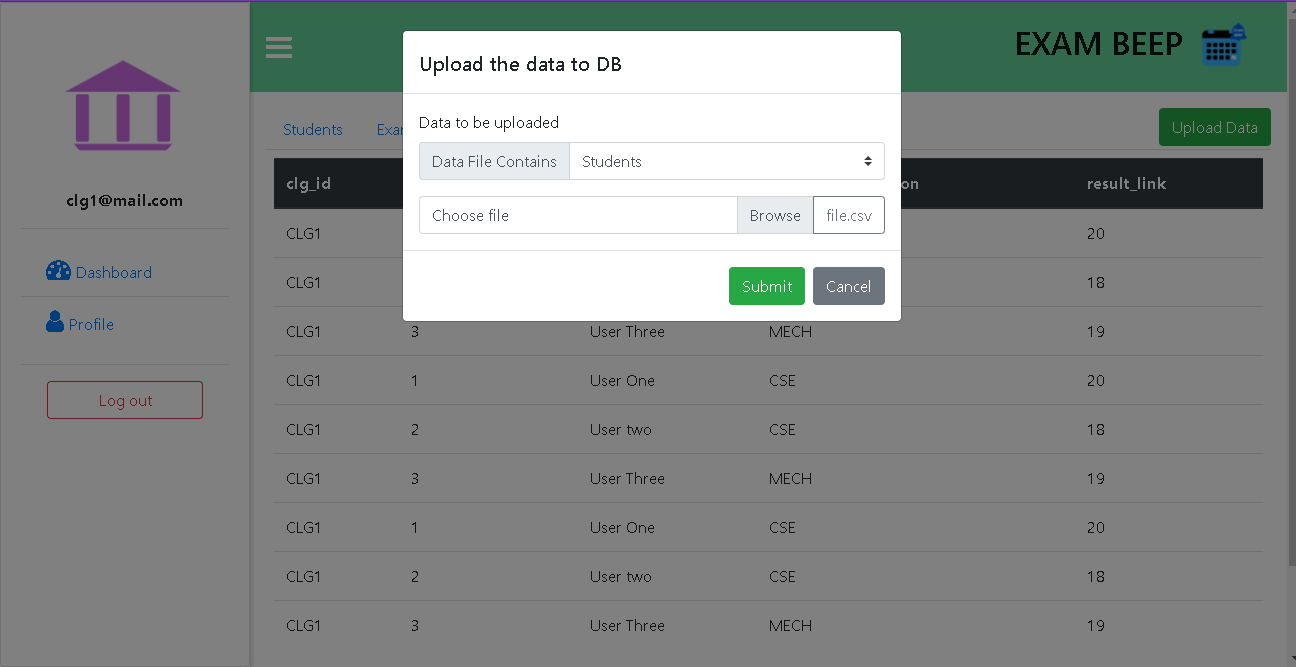 EXAM BEEP
clg1@mail.com
Dashboard
Profile
Log out
Students
Upload Data
Upload the data to DB
Data to be uploaded
Data File Contains Students
Choose file Browse file.csv
Submit Cancel
clg_id result_link
CLG1 20
CLG1 18
CLG1 3 User Three MECH 19
CLG1 1 User One CSE 20
CLG1 2 User two CSE 18
CLG1 3 User Three MECH 19
CLG1 1 User One CSE 20
CLG1 2 User two CSE 18
CLG1 3 User Three MECH 19